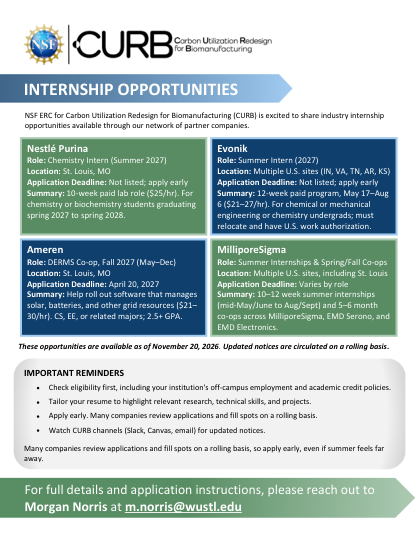 NSF
CURB
Carbon Utilization Redesign
for Biomanufacturing
INTERNSHIP OPPORTUNITIES
NSF ERC for Carbon Utilization Redesign for Biomanufacturing (CURB) is excited to share industry internship
opportunities available through our network of partner companies.
Nestlé Purina
Role: Chemistry Intern (Summer 2027)
Location: St. Louis, MO
Application Deadline: Not listed; apply early
Summary: 10-week paid lab role ($25/hr). For
chemistry or biochemistry students graduating
spring 2027 to spring 2028.
Evonik
Role: Summer Intern (2027)
Location: Multiple U.S. sites (IN, VA, TN, AR, KS)
Application Deadline: Not listed; apply early
Summary: 12-week paid program, May 17–Aug
6 ($21–27/hr). For chemical or mechanical
engineering or chemistry undergrads; must
relocate and have U.S. work authorization.
Ameren
Role: DERMS Co-op, Fall 2027 (May–Dec)
Location: St. Louis, MO
Application Deadline: April 20, 2027
Summary: Help roll out software that manages
solar, batteries, and other grid resources ($21–
30/hr). CS, EE, or related majors; 2.5+ GPA.
MilliporeSigma
Role: Summer Internships & Spring/Fall Co-ops
Location: Multiple U.S. sites, including St. Louis
Application Deadline: Varies by role
Summary: 10–12 week summer internships
(mid-May/June to Aug/Sept) and 5–6 month
co-ops across MilliporeSigma, EMD Serono, and
EMD Electronics.
These opportunities are available as of November 20, 2026. Updated notices are circulated on a rolling basis.
IMPORTANT REMINDERS
• Check eligibility first, including your institution's off-campus employment and academic credit policies.
• Tailor your resume to highlight relevant research, technical skills, and projects.
• Apply early. Many companies review applications and fill spots on a rolling basis.
• Watch CURB channels (Slack, Canvas, email) for updated notices.
Many companies review applications and fill spots on a rolling basis, so apply early, even if summer feels far
away.
For full details and application instructions, please reach out to
Morgan Norris at m.norris@wustl.edu